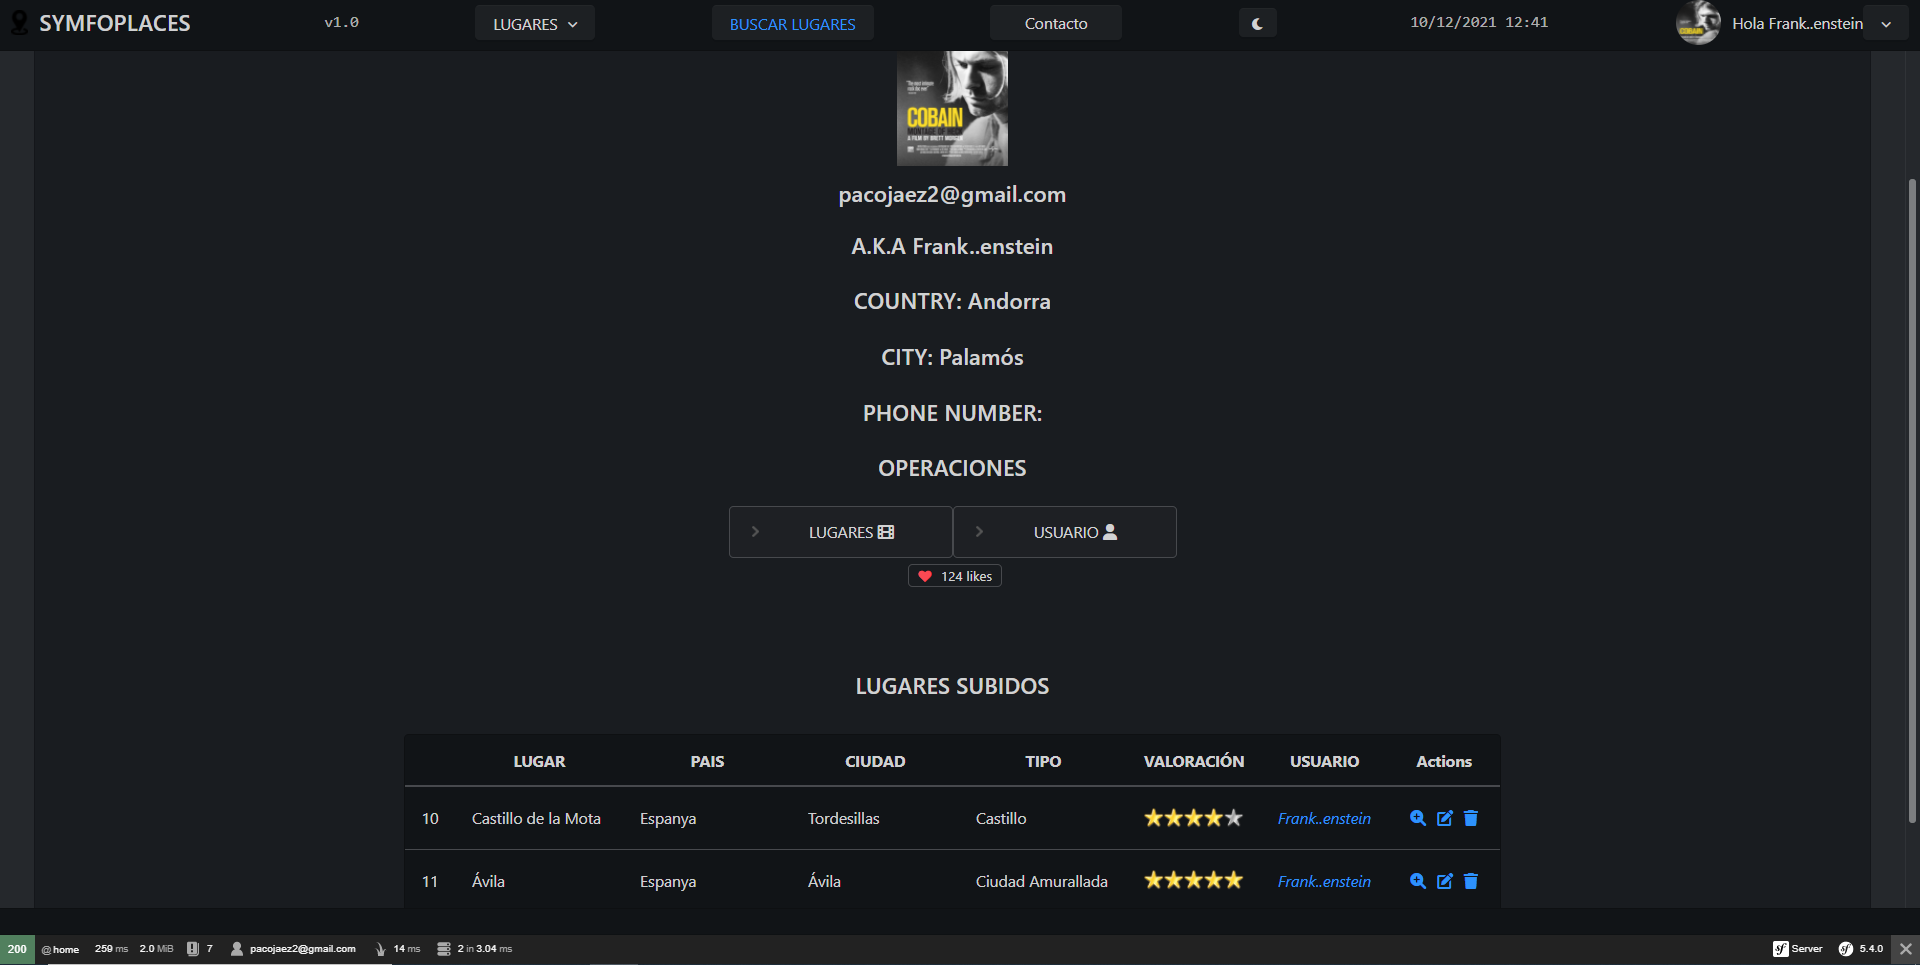 SYMFOPLACES v1.0 LUGARES BUSCAR LUGARES Contacto 10/12/2021 12:41 Hola Frank..enstein
COBAIN
A FILM BY BRETT MORGEN
pacojaez2@gmail.com
A.K.A Frank..enstein
COUNTRY: Andorra
CITY: Palamós
PHONE NUMBER:
OPERACIONES
LUGARES USUARIO
124 likes
LUGARES SUBIDOS
LUGAR PAIS CIUDAD TIPO VALORACIÓN USUARIO Actions
10 Castillo de la Mota Espanya Tordesillas Castillo Frank..enstein
11 Ávila Espanya Ávila Ciudad Amurallada Frank..enstein
200 @home 259 ms 2.0 MiB 7 pacojaez2@gmail.com 14 ms 2 in 3.04 ms Server 5.4.0